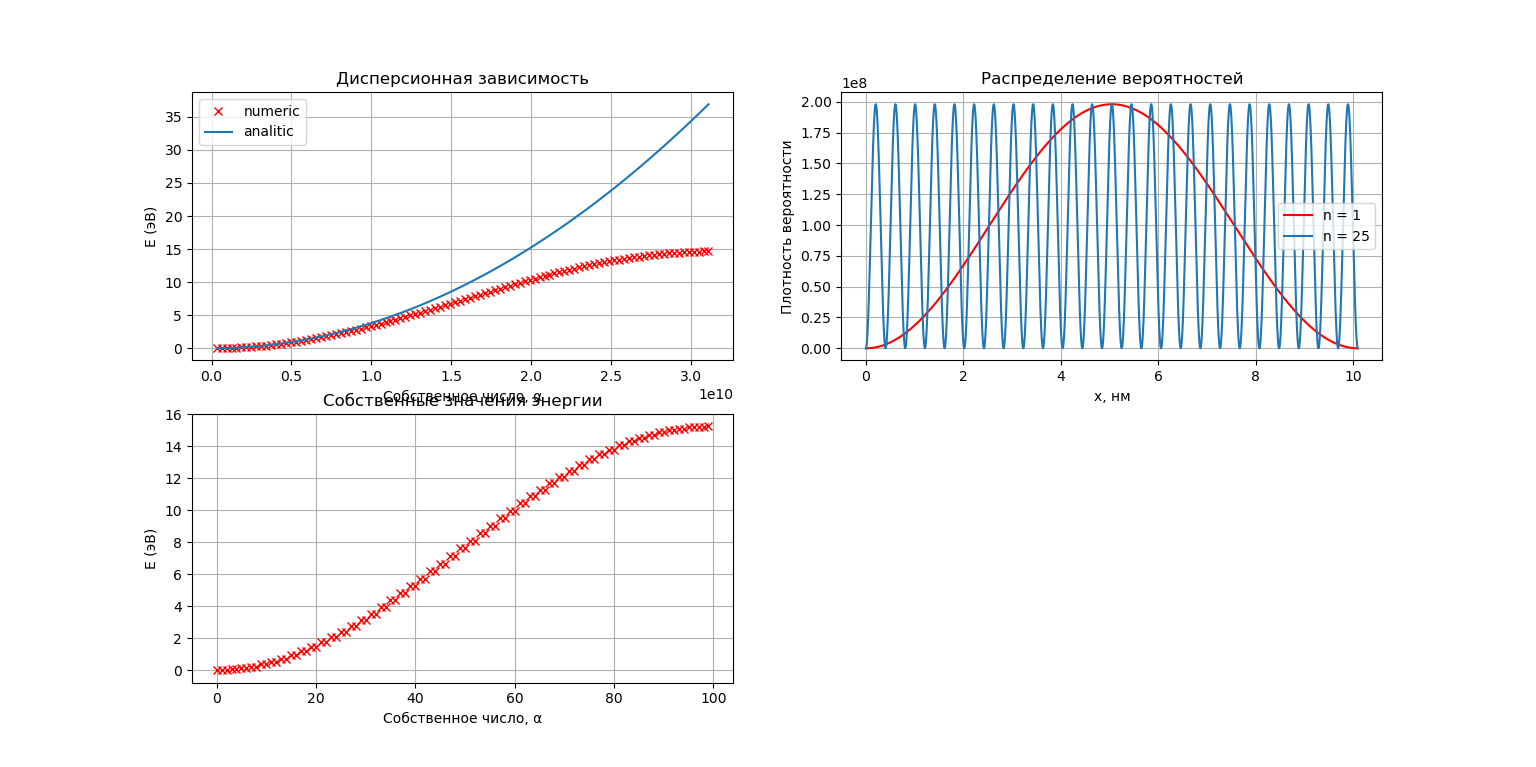 Дисперсионная зависимость
numeric
analitic
E (эВ)
35
30
25
20
15
10
5
0
0.0 0.5 1.0 1.5 2.0 2.5 3.0
1e10
Собственное число, α
Распределение вероятностей
1e8
Плотность вероятности
2.00
1.75
1.50
1.25
1.00
0.75
0.50
0.25
0.00
n = 1
n = 25
0 2 4 6 8 10
x, нм
Собственные значения энергии
E (эВ)
16
14
12
10
8
6
4
2
0
0 20 40 60 80 100
Собственное число, α